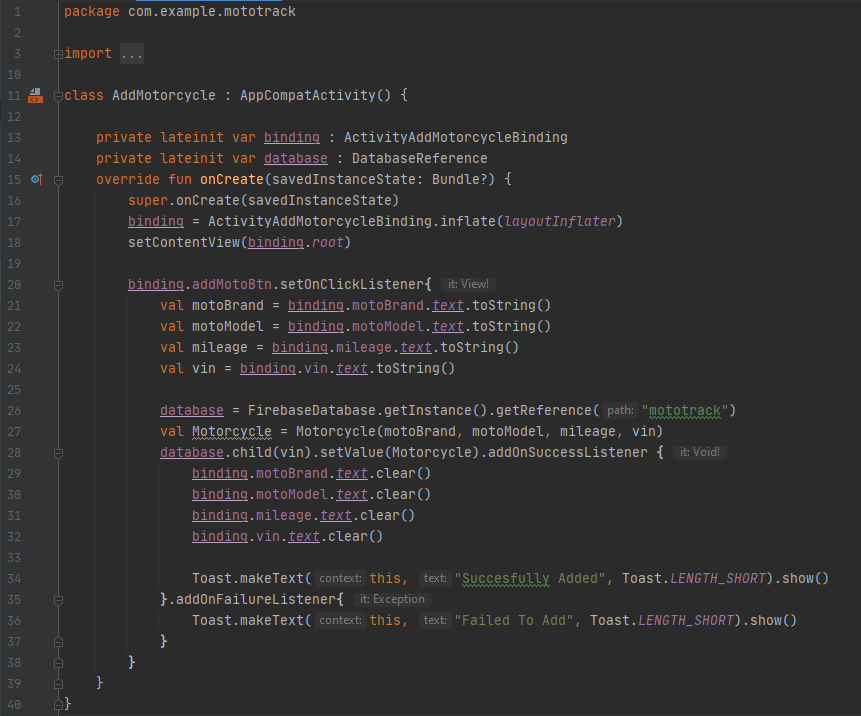 1 package com.example.mototrack
2
3 import ...
10
11 class AddMotorcycle : AppCompatActivity() {
12
13 private lateinit var binding : ActivityAddMotorcycleBinding
14 private lateinit var database : DatabaseReference
15 override fun onCreate(savedInstanceState: Bundle?) {
16 super.onCreate(savedInstanceState)
17 binding = ActivityAddMotorcycleBinding.inflate(layoutInflater)
18 setContentView(binding.root)
19
20 binding.addMotoBtn.setOnClickListener{ it: View!
21 val motoBrand = binding.motoBrand.text.toString()
22 val motoModel = binding.motoModel.text.toString()
23 val mileage = binding.mileage.text.toString()
24 val vin = binding.vin.text.toString()
25
26 database = FirebaseDatabase.getInstance().getReference( path: "mototrack")
27 val Motorcycle = Motorcycle(motoBrand, motoModel, mileage, vin)
28 database.child(vin).setValue(Motorcycle).addOnSuccessListener { it: Void!
29 binding.motoBrand.text.clear()
30 binding.motoModel.text.clear()
31 binding.mileage.text.clear()
32 binding.vin.text.clear()
33
34 Toast.makeText( context: this, text: "Succesfully Added", Toast.LENGTH_SHORT).show()
35 }.addOnFailureListener{ it: Exception
36 Toast.makeText( context: this, text: "Failed To Add", Toast.LENGTH_SHORT).show()
37 }
38 }
39 }
40 }